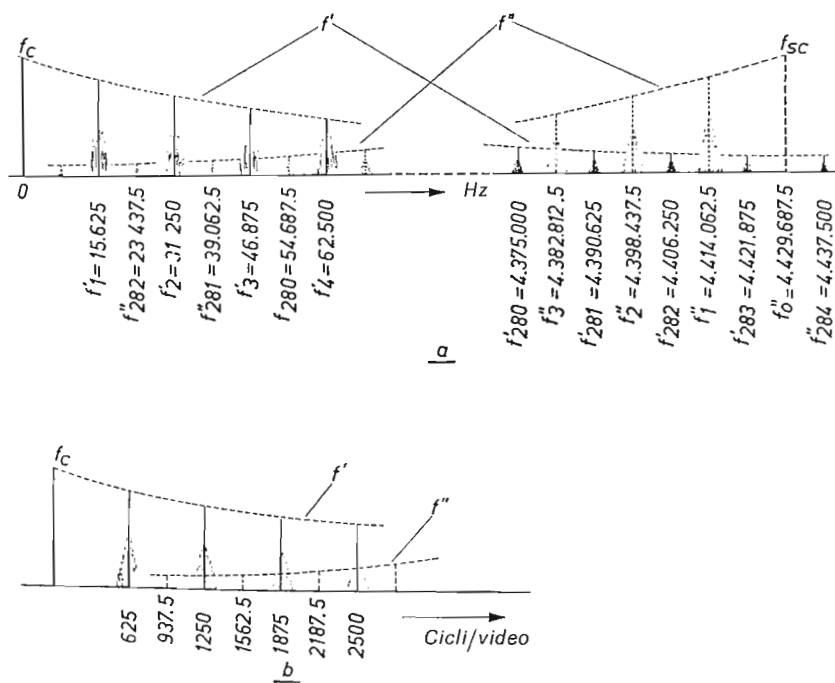 f' f"
fc fsc
0 Hz
f'1 = 15.625
f"282 = 23 437.5
f'2 = 31 250
f"281 = 39.062.5
f'3 = 46.875
f280 = 54.687.5
f'4 = 62.500
f'280 = 4.375.000
f"3 = 4.382.812.5
f'281 = 4.390.625
f"2 = 4.398.437.5
f'282 = 4.406.250
f"1 = 4.414.062.5
f'283 = 4.421.875
f"0 = 4.429.687.5
f"284 = 4.437.500
a
fc
f'
f"
625
937.5
1250
1562.5
1875
2187.5
2500
Cicli/video
b